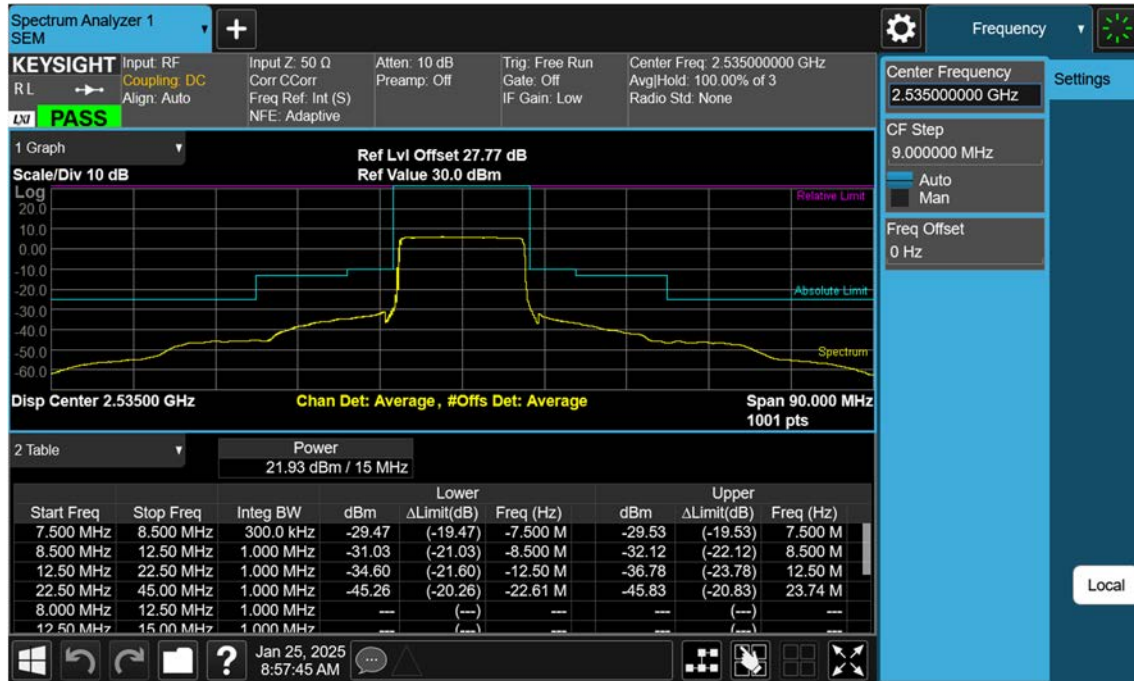 Spectrum Analyzer 1
SEM
+
Frequency
KEYSIGHT
RL
LXI
PASS
Input: RF
Coupling: DC
Align: Auto
Input Z: 50 Ω
Corr CCorr
Freq Ref: Int (S)
NFE: Adaptive
Atten: 10 dB
Preamp: Off
Trig: Free Run
Gate: Off
IF Gain: Low
Center Freq: 2.535000000 GHz
Avg|Hold: 100.00% of 3
Radio Std: None
Center Frequency
2.535000000 GHz
Settings
CF Step
9.000000 MHz
Auto
Man
Freq Offset
0 Hz
Local
1 Graph
Scale/Div 10 dB
Ref Lvl Offset 27.77 dB
Ref Value 30.0 dBm
Log
20.0
10.0
0.00
-10.0
-20.0
-30.0
-40.0
-50.0
-60.0
Relative Limit
Absolute Limit
Spectrum
Disp Center 2.53500 GHz
Chan Det: Average, #Offs Det: Average
Span 90.000 MHz
1001 pts
2 Table
Power
21.93 dBm / 15 MHz
Lower Upper
Start Freq Stop Freq Integ BW dBm ΔLimit(dB) Freq (Hz) dBm ΔLimit(dB) Freq (Hz)
7.500 MHz 8.500 MHz 300.0 kHz -29.47 (-19.47) -7.500 M -29.53 (-19.53) 7.500 M
8.500 MHz 12.50 MHz 1.000 MHz -31.03 (-21.03) -8.500 M -32.12 (-22.12) 8.500 M
12.50 MHz 22.50 MHz 1.000 MHz -34.60 (-21.60) -12.50 M -36.78 (-23.78) 12.50 M
22.50 MHz 45.00 MHz 1.000 MHz -45.26 (-20.26) -22.61 M -45.83 (-20.83) 23.74 M
8.000 MHz 12.50 MHz 1.000 MHz --- (---) --- --- (---) ---
12.50 MHz 15.00 MHz 1.000 MHz --- (---) --- --- (---) ---
?
Jan 25, 2025
8:57:45 AM